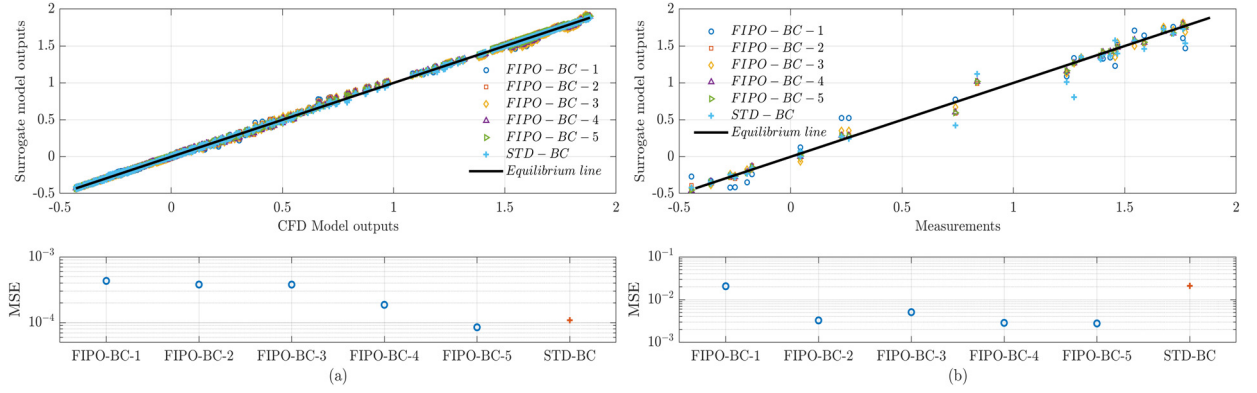 2
1.5
1
0.5
0
-0.5
Surrogate model outputs
FIPO − BC − 1
FIPO − BC − 2
FIPO − BC − 3
FIPO − BC − 4
FIPO − BC − 5
STD − BC
Equilibrium line
-0.5 0 0.5 1 1.5 2
CFD Model outputs
10^-3
10^-4
MSE
FIPO-BC-1 FIPO-BC-2 FIPO-BC-3 FIPO-BC-4 FIPO-BC-5 STD-BC
(a)
2
1.5
1
0.5
0
-0.5
Surrogate model outputs
FIPO − BC − 1
FIPO − BC − 2
FIPO − BC − 3
FIPO − BC − 4
FIPO − BC − 5
STD − BC
Equilibrium line
-0.5 0 0.5 1 1.5 2
Measurements
10^-1
10^-2
10^-3
MSE
FIPO-BC-1 FIPO-BC-2 FIPO-BC-3 FIPO-BC-4 FIPO-BC-5 STD-BC
(b)